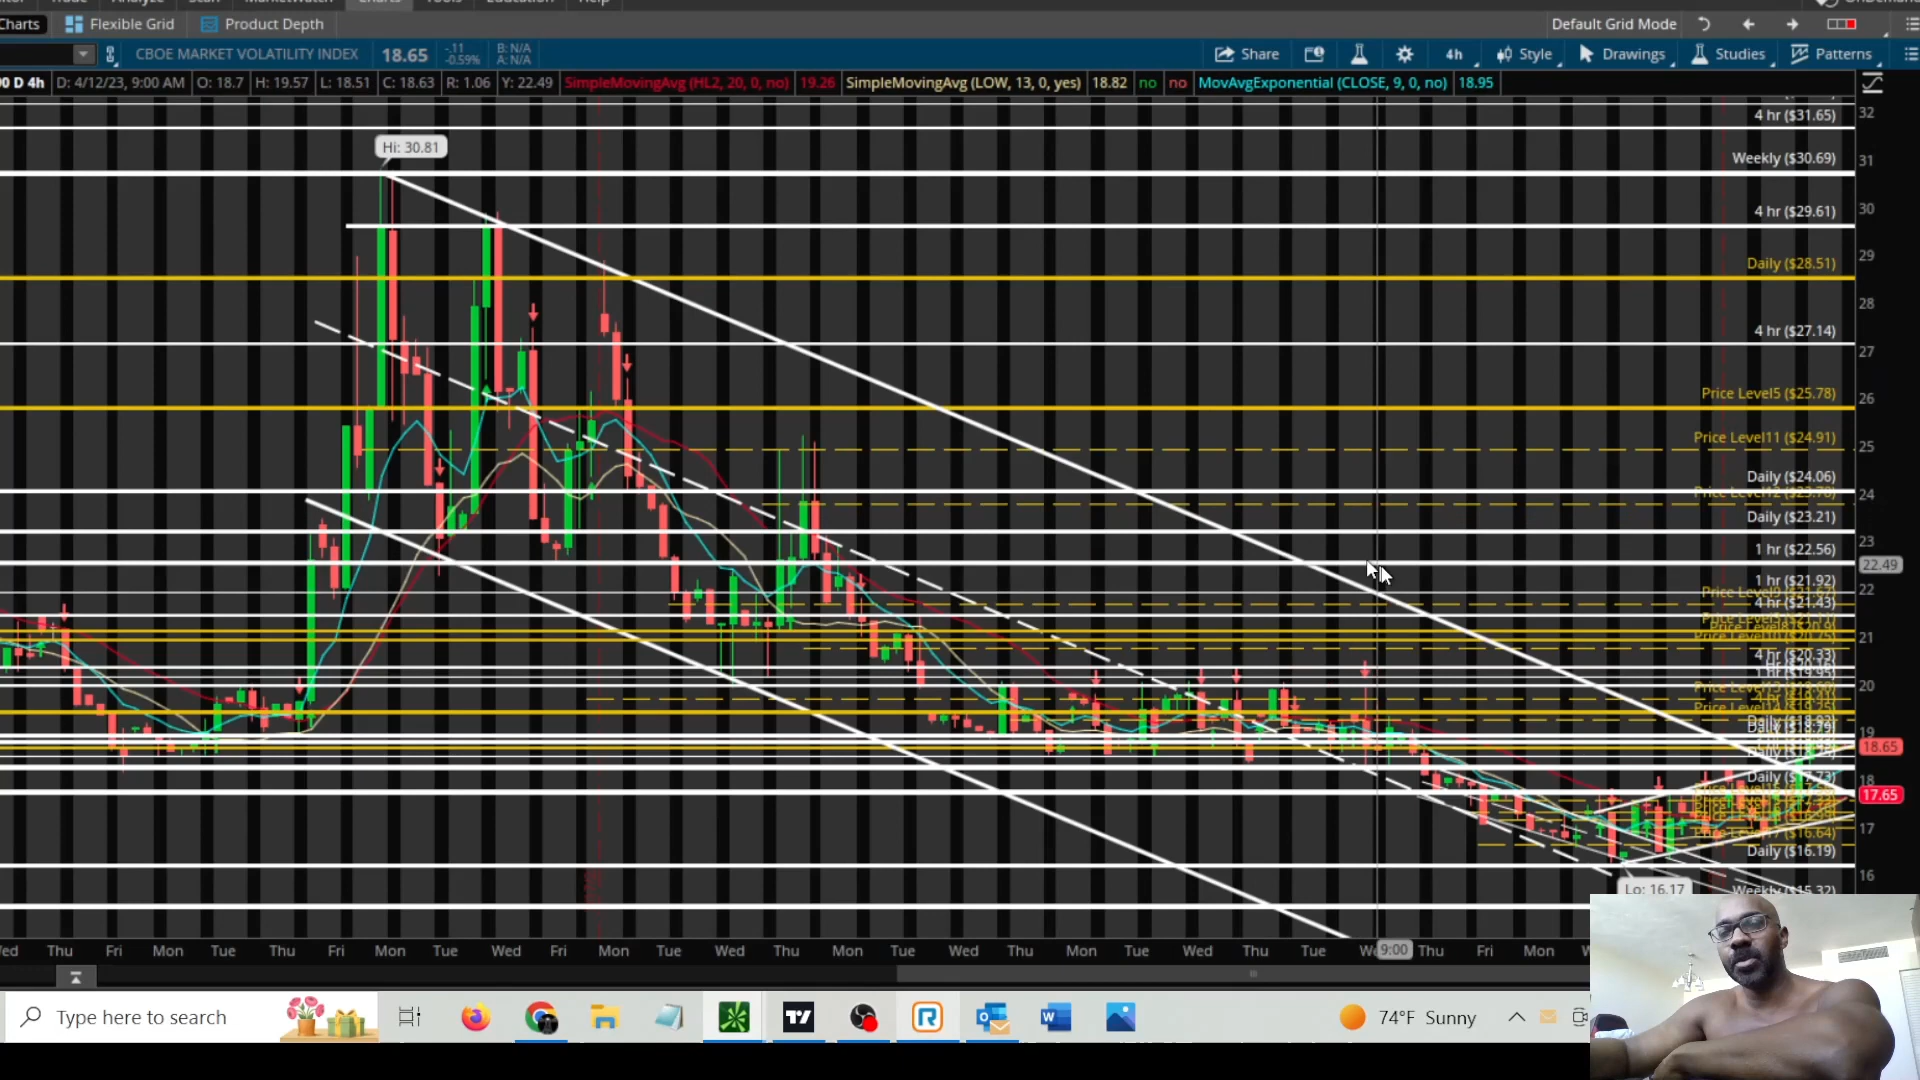 Charts Flexible Grid Product Depth Default Grid Mode
CBOE MARKET VOLATILITY INDEX 18.65 -.11 -0.59% B: N/A A: N/A Share 4h Style Drawings Studies Patterns
D 4h D: 4/12/23, 9:00 AM O: 18.7 H: 19.57 L: 18.51 C: 18.63 R: 1.06 Y: 22.49 SimpleMovingAvg (HL2, 20, 0, no) 19.26 SimpleMovingAvg (LOW, 13, 0, yes) 18.82 no no MovAvgExponential (CLOSE, 9, 0, no) 18.95
4 hr ($31.65) 32
Hi: 30.81
Weekly ($30.69) 31
4 hr ($29.61) 30
29
Daily ($28.51)
28
4 hr ($27.14)
27
Price Level5 ($25.78) 26
Price Level11 ($24.91) 25
Daily ($24.06)
24
Daily ($23.21)
23
1 hr ($22.56)
22.49
1 hr ($21.92) 22
4 hr ($21.43)
21
4 hr ($20.33)
20
19
18.65
Daily ($17.73) 18
17.65
17
Daily ($16.19)
16
Lo: 16.17
Weekly ($15.32)
Thu Fri Mon Tue Thu Fri Mon Tue Wed Fri Mon Tue Wed Thu Mon Tue Wed Thu Mon Tue Wed Thu Tue 9:00 Thu Fri Mon
Type here to search 74°F Sunny